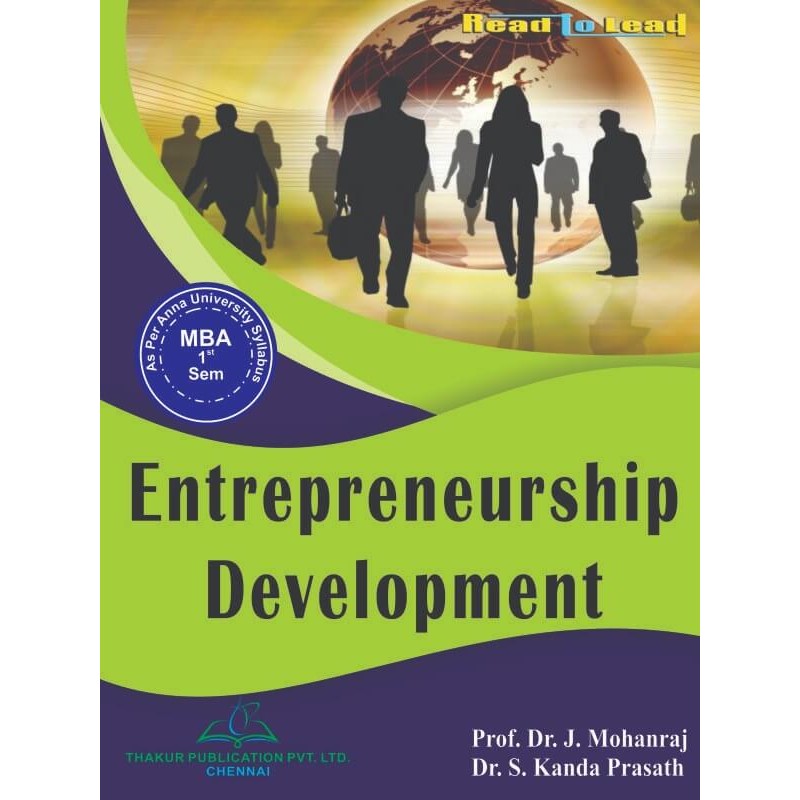 Read To Lead
As Per Anna University Syllabus
MBA
1st
Sem
Entrepreneurship
Development
THAKUR PUBLICATION PVT. LTD.
CHENNAI
Prof. Dr. J. Mohanraj
Dr. S. Kanda Prasath